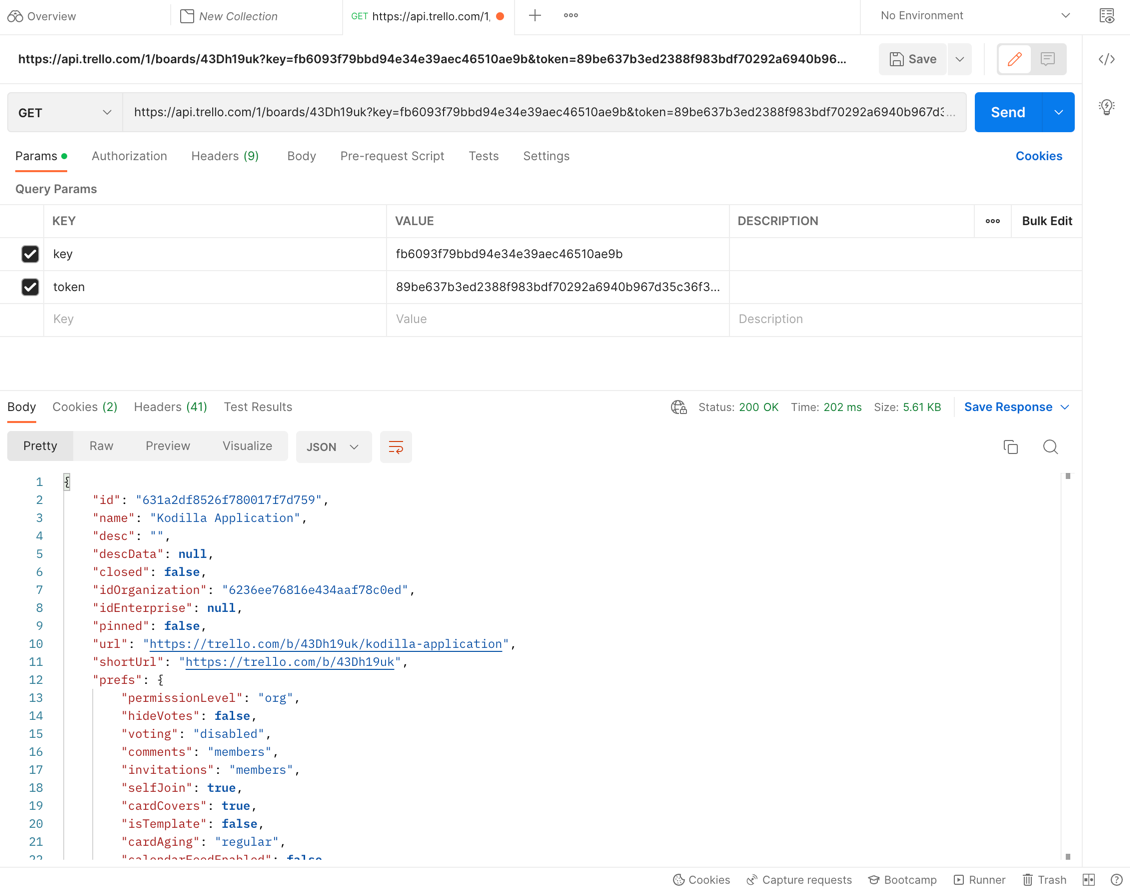 Overview New Collection GET https://api.trello.com/1, No Environment
https://api.trello.com/1/boards/43Dh19uk?key=fb6093f79bbd94e34e39aec46510ae9b&token=89be637b3ed2388f983bdf70292a6940b96... Save
GET https://api.trello.com/1/boards/43Dh19uk?key=fb6093f79bbd94e34e39aec46510ae9b&token=89be637b3ed2388f983bdf70292a6940b967d3... Send
Params Authorization Headers (9) Body Pre-request Script Tests Settings Cookies
Query Params
KEY VALUE DESCRIPTION Bulk Edit
key fb6093f79bbd94e34e39aec46510ae9b
token 89be637b3ed2388f983bdf70292a6940b967d35c36f3...
Key Value Description
Body Cookies (2) Headers (41) Test Results Status: 200 OK Time: 202 ms Size: 5.61 KB Save Response
Pretty Raw Preview Visualize JSON
1 {
2 "id": "631a2df8526f780017f7d759",
3 "name": "Kodilla Application",
4 "desc": "",
5 "descData": null,
6 "closed": false,
7 "idOrganization": "6236ee76816e434aaf78c0ed",
8 "idEnterprise": null,
9 "pinned": false,
10 "url": "https://trello.com/b/43Dh19uk/kodilla-application",
11 "shortUrl": "https://trello.com/b/43Dh19uk",
12 "prefs": {
13 "permissionLevel": "org",
14 "hideVotes": false,
15 "voting": "disabled",
16 "comments": "members",
17 "invitations": "members",
18 "selfJoin": true,
19 "cardCovers": true,
20 "isTemplate": false,
21 "cardAging": "regular",
22 "calendarFeedEnabled": false
Cookies Capture requests Bootcamp Runner Trash